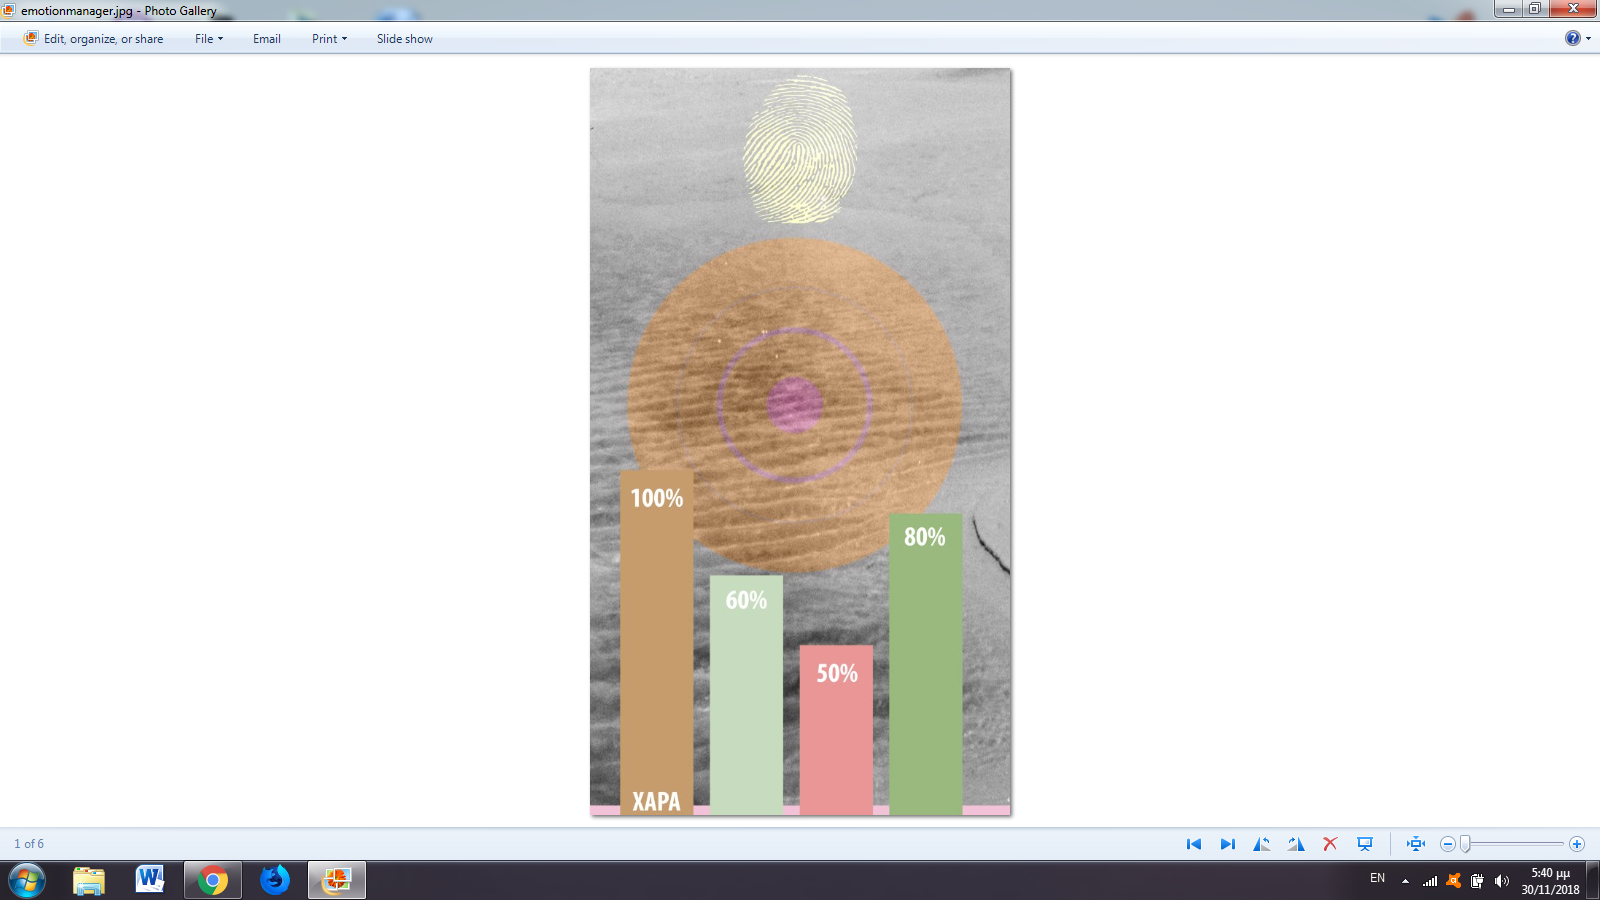 emotionmanager.jpg - Photo Gallery
Edit, organize, or share File Email Print Slide show
100%
80%
60%
50%
ΧΑΡΑ
1 of 6
EN
5:40 μμ
30/11/2018